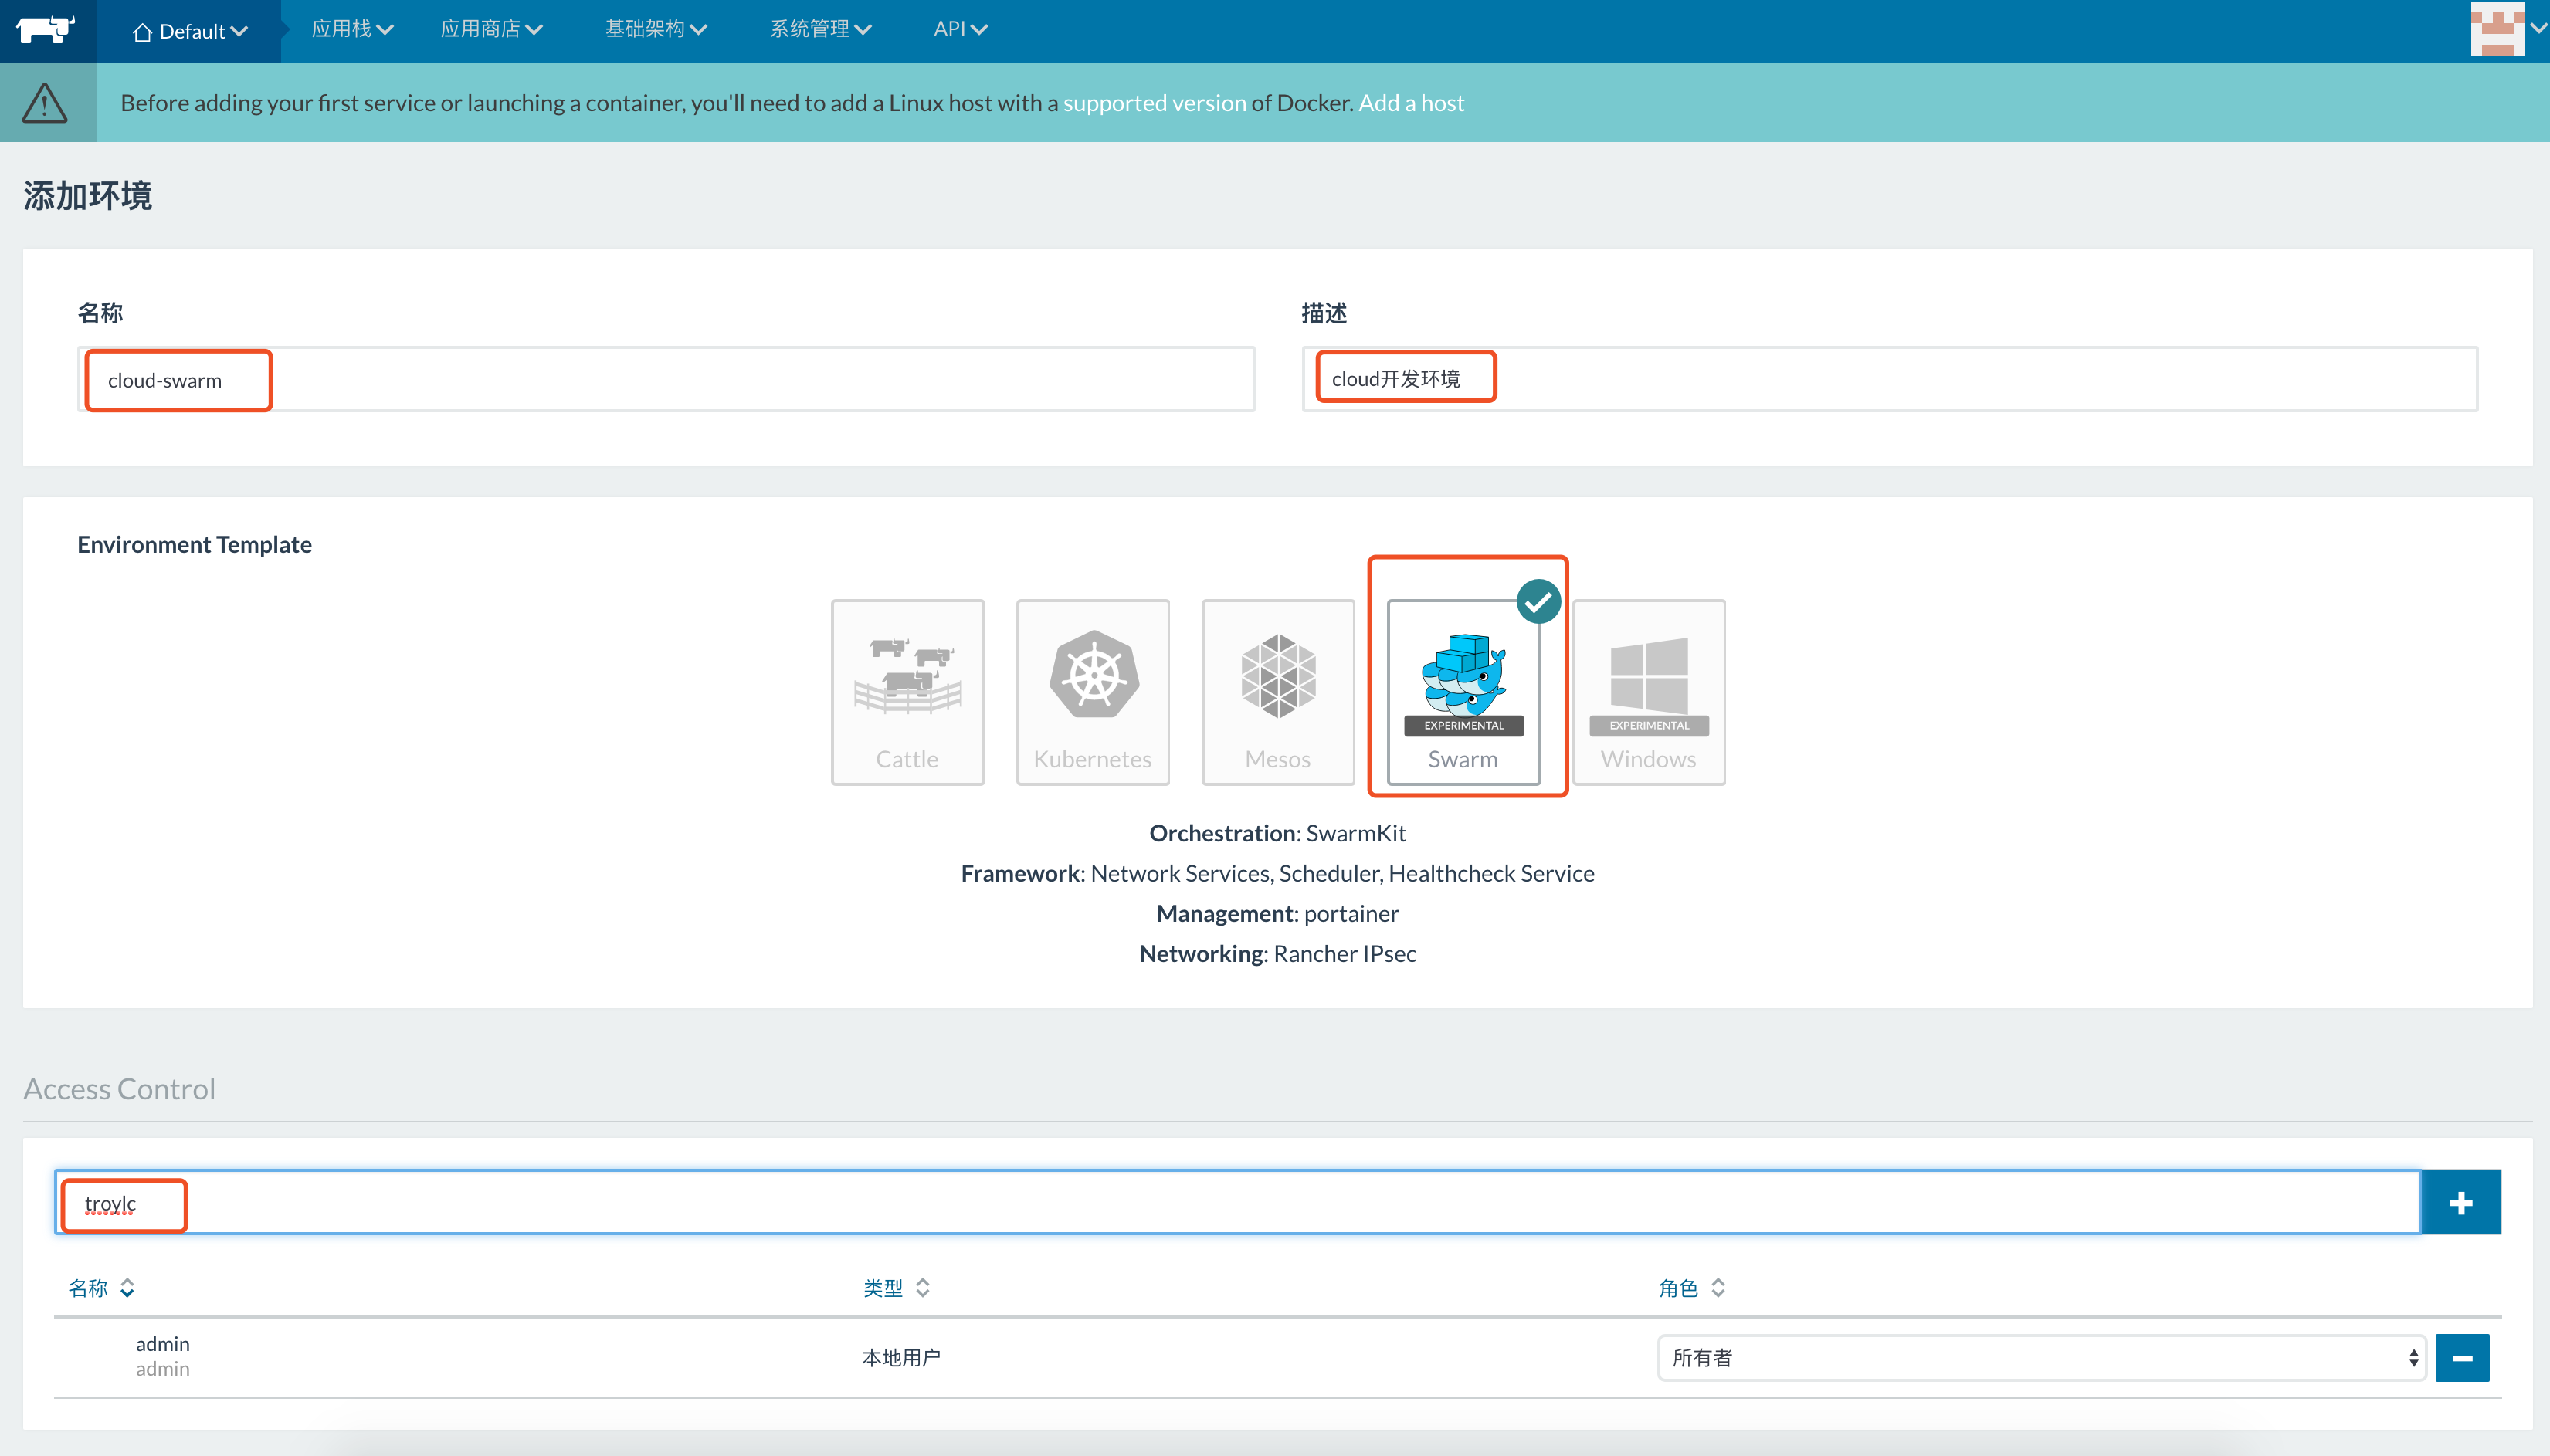 Default 应用栈 应用商店 基础架构 系统管理 API
Before adding your first service or launching a container, you'll need to add a Linux host with a supported version of Docker. Add a host
添加环境
名称 描述
cloud-swarm cloud开发环境
Environment Template
EXPERIMENTAL EXPERIMENTAL
Cattle Kubernetes Mesos Swarm Windows
Orchestration: SwarmKit
Framework: Network Services, Scheduler, Healthcheck Service
Management: portainer
Networking: Rancher IPsec
Access Control
troylc
名称 类型 角色
admin
admin
本地用户 所有者